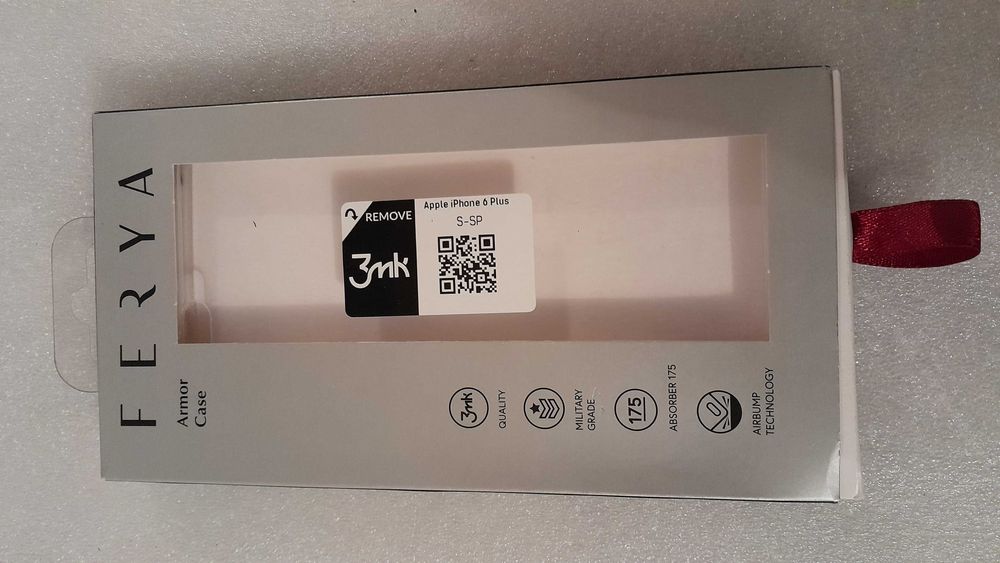 FERYA
Armor
Case
REMOVE
3mk
Apple iPhone 6 Plus
S-SP
3mk
QUALITY
MILITARY
GRADE
175
ABSORBER 175
AIRBUMP
TECHNOLOGY